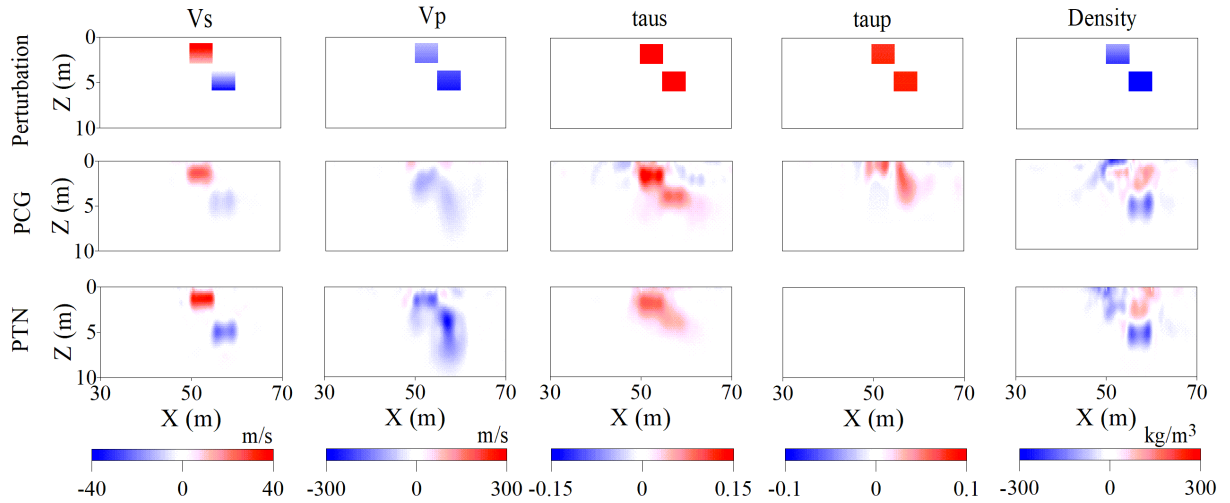 Vs Vp taus taup Density
Perturbation
Z (m)
0
5
10
PCG
Z (m)
0
5
10
PTN
Z (m)
0
5
10
30 50 70 30 50 70 30 50 70 30 50 70 30 50 70
X (m) X (m) X (m) X (m) X (m)
m/s m/s kg/m³
-40 0 40 -300 0 300 -0.15 0 0.15 -0.1 0 0.1 -300 0 300